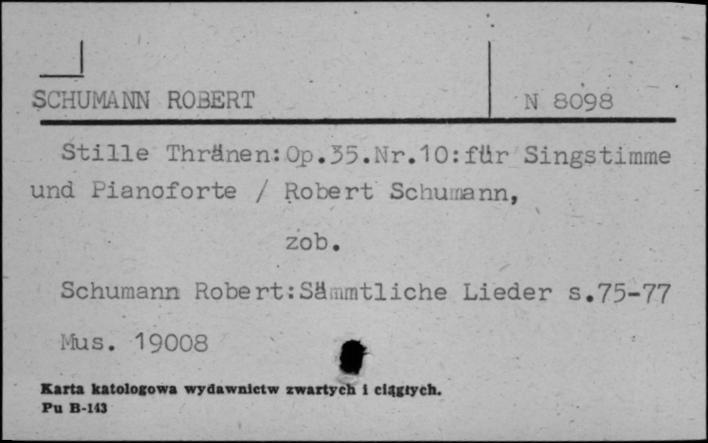 SCHUMANN ROBERT N 8098
Stille Thränen:Op.35.Nr.10:für Singstimme
und Pianoforte / Robert Schumann,
zob.
Schumann Robert:Sämmtliche Lieder s.75-77
Mus. 19008
Karta katologowa wydawnictw zwartych i ciągłych.
Pu B-143